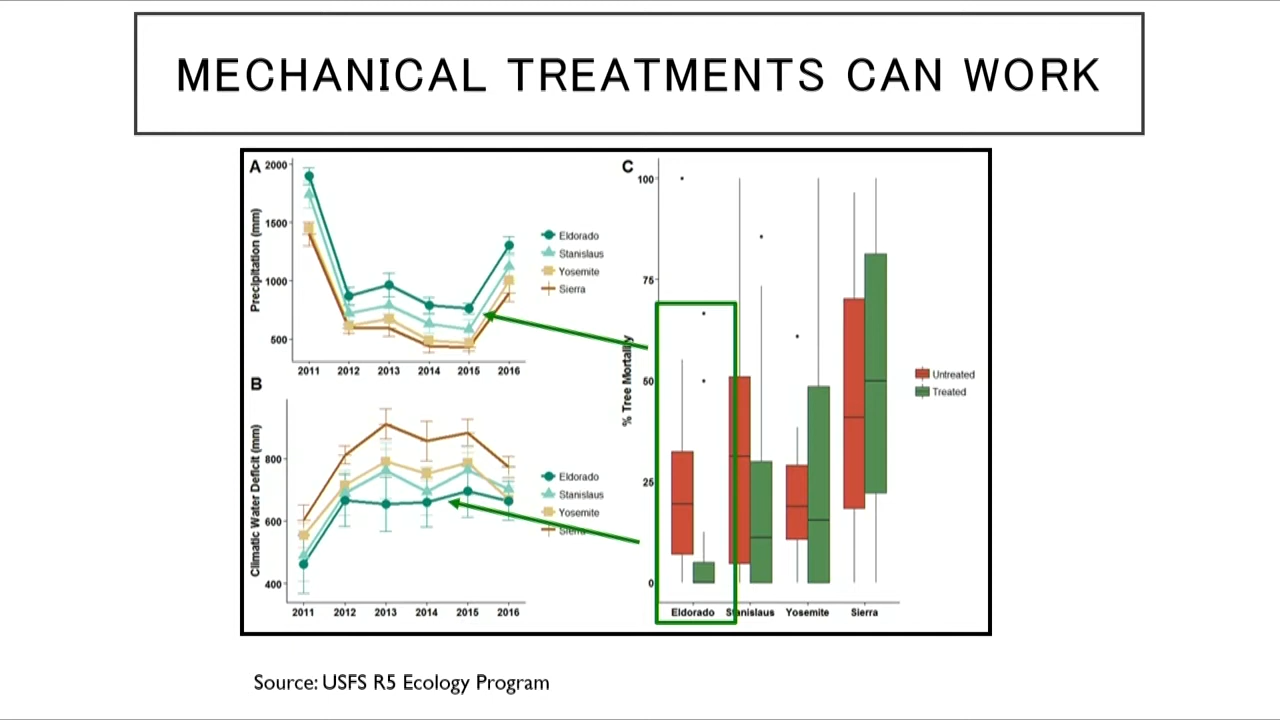 MECHANICAL TREATMENTS CAN WORK
A
2000
1500
1000
500
Precipitation (mm)
2011 2012 2013 2014 2015 2016
Eldorado
Stanislaus
Yosemite
Sierra
B
800
600
400
Climatic Water Deficit (mm)
2011 2012 2013 2014 2015 2016
Eldorado
Stanislaus
Yosemite
Sierra
C
100
75
50
25
0
% Tree Mortality
Eldorado Stanislaus Yosemite Sierra
Untreated
Treated
Source: USFS R5 Ecology Program